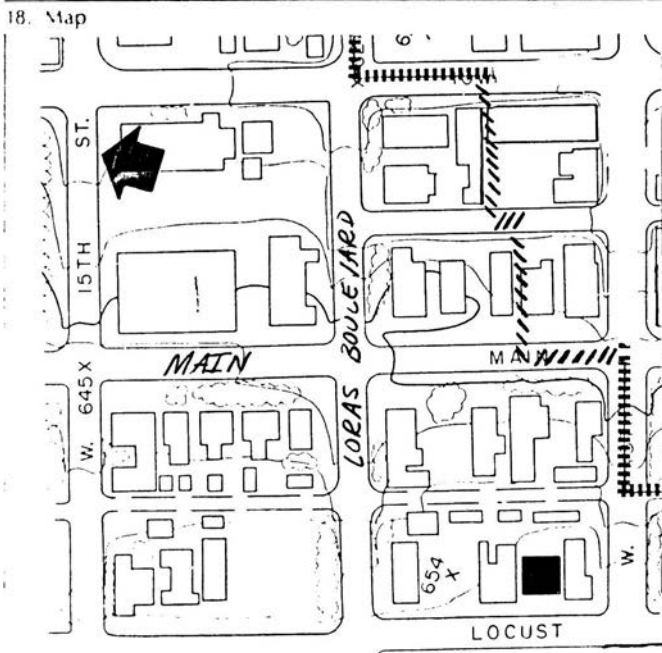 18. Map
ST.
15TH
W. 645X
MAIN
LORAS BOULEVARD
MAIN
654
X
W.
LOCUST